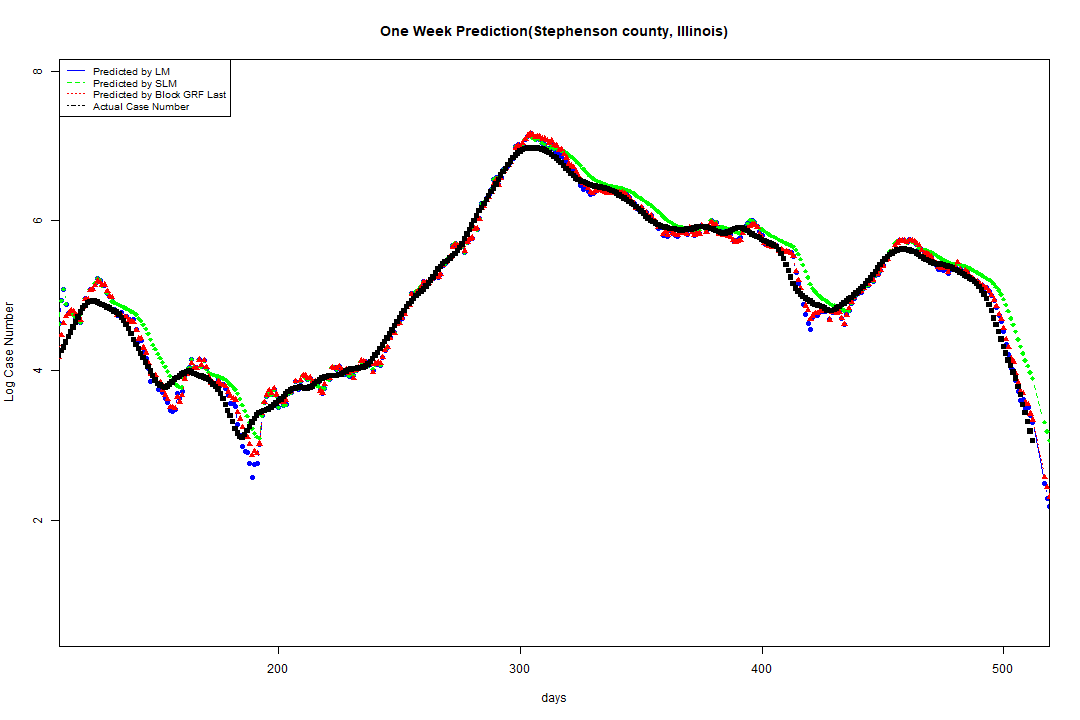 One Week Prediction(Stephenson county, Illinois)
Predicted by LM
Predicted by SLM
Predicted by Block GRF Last
Actual Case Number
8
6
4
2
Log Case Number
200 300 400 500
days